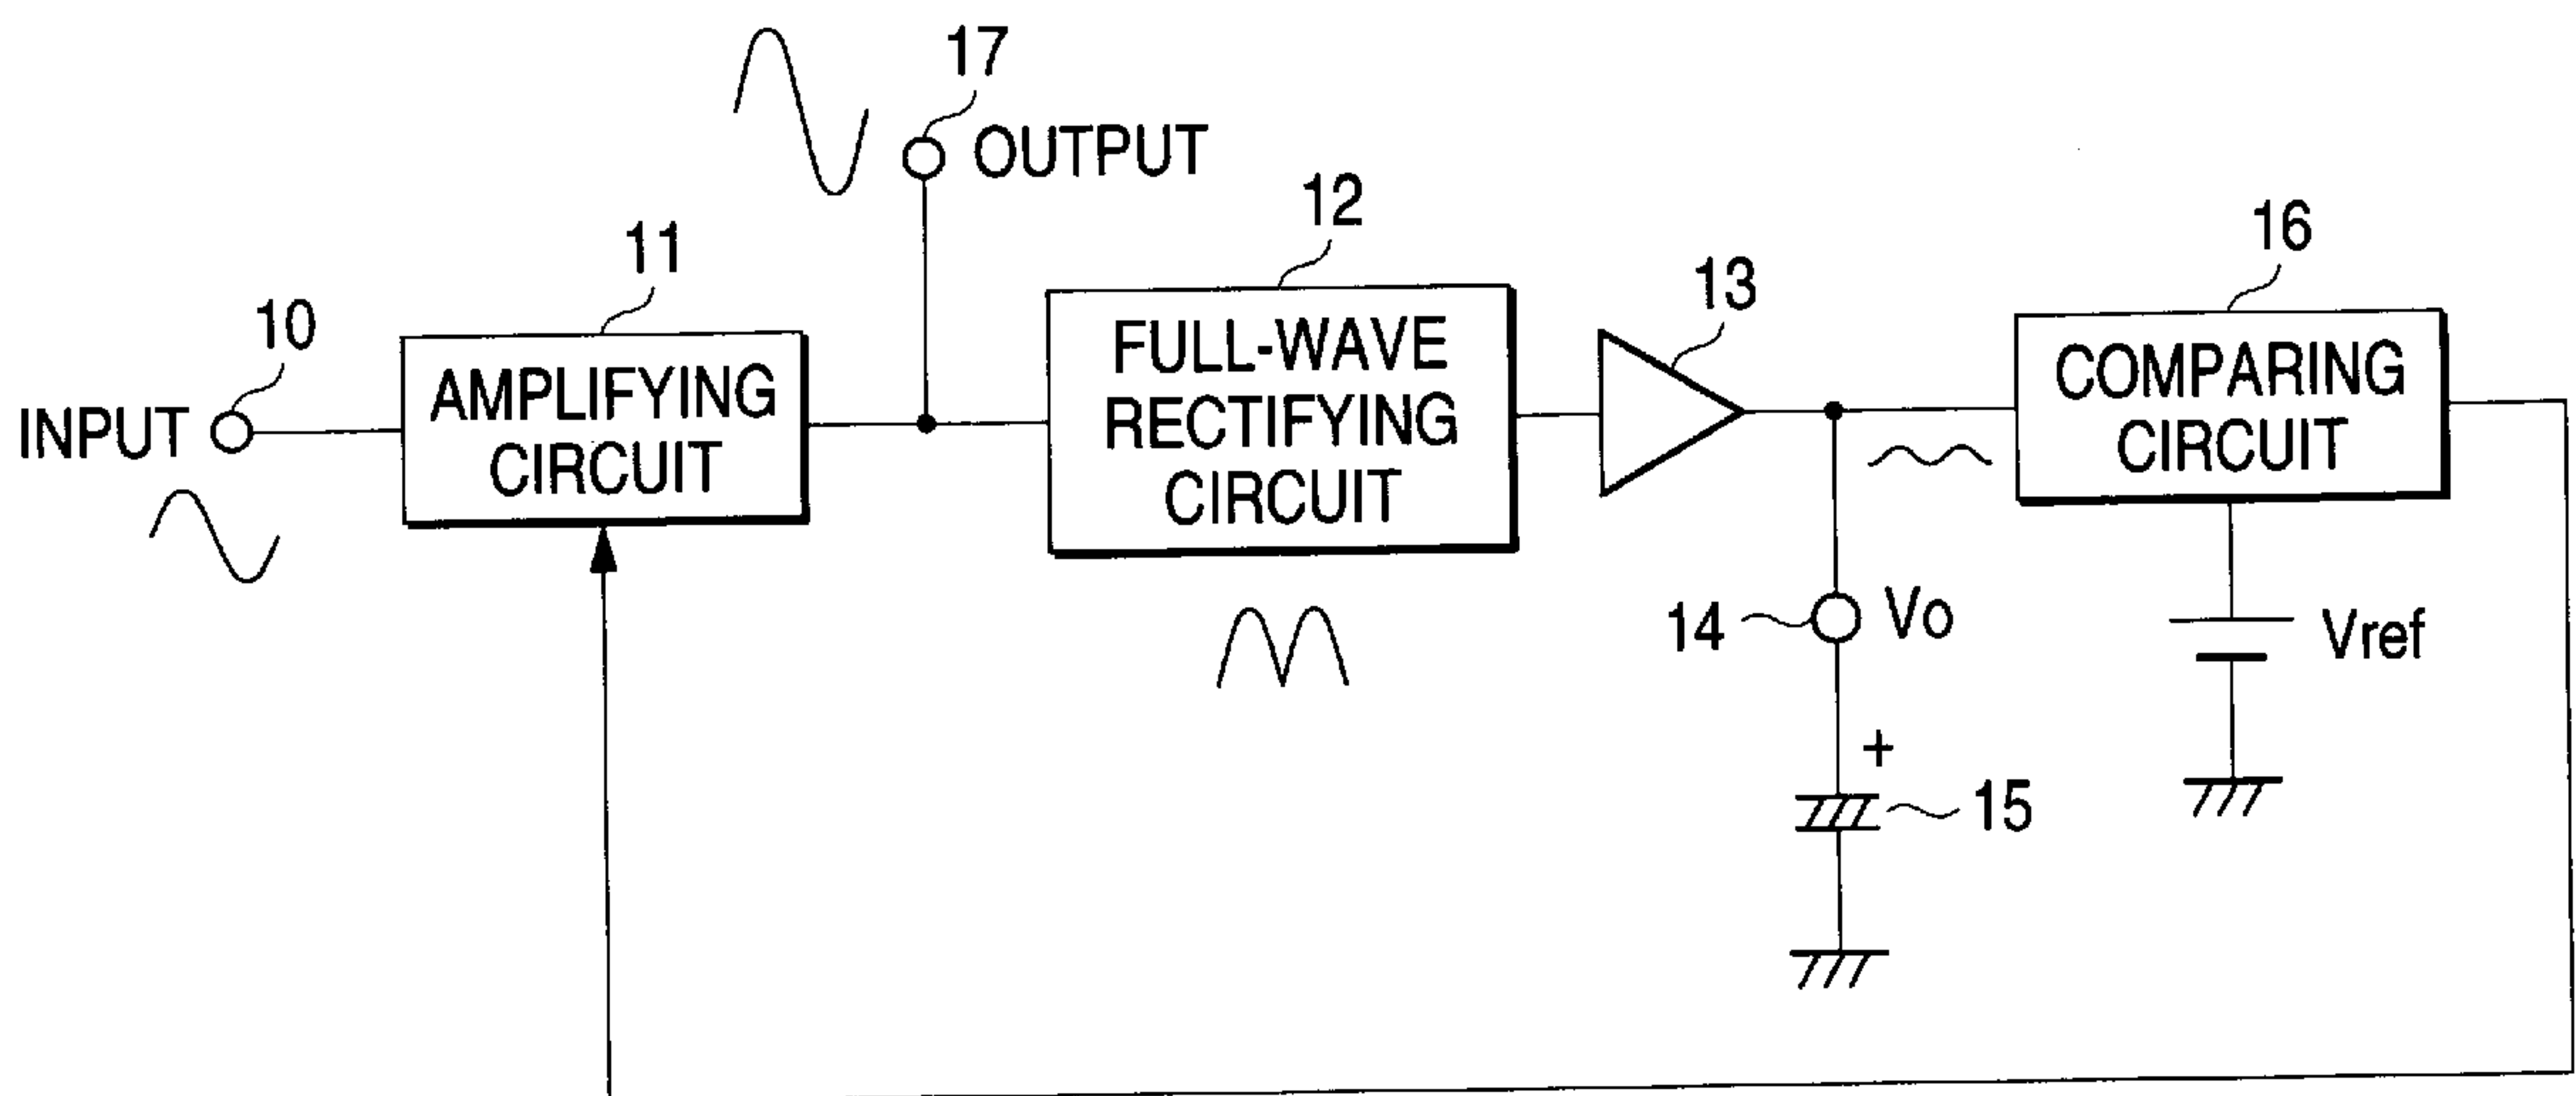 17
OUTPUT
12
16
11
13
10
FULL-WAVE
RECTIFYING
CIRCUIT
COMPARING
CIRCUIT
AMPLIFYING
CIRCUIT
INPUT
14
Vo
Vref
+
15